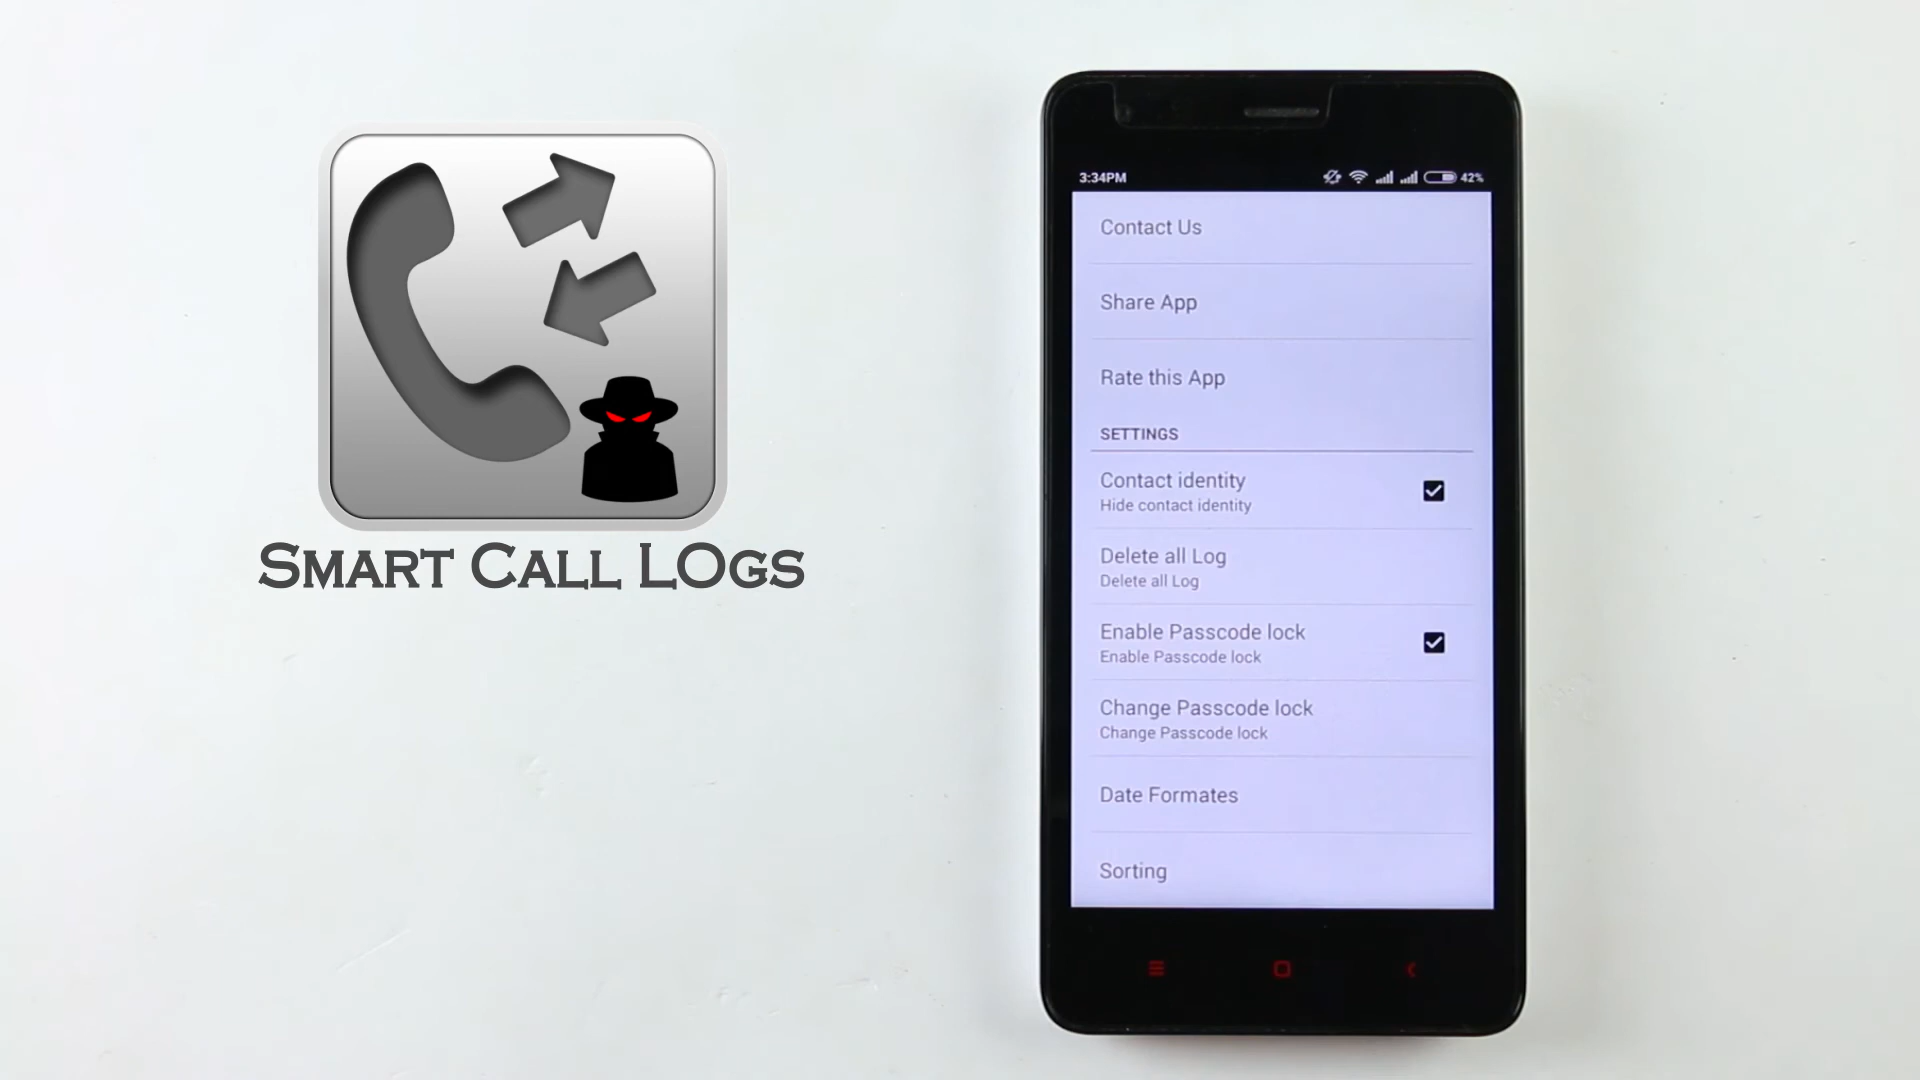 SMART CALL LOGS
3:34PM
42%
Contact Us
Share App
Rate this App
SETTINGS
Contact identity
Hide contact identity
Delete all Log
Delete all Log
Enable Passcode lock
Enable Passcode lock
Change Passcode lock
Change Passcode lock
Date Formates
Sorting